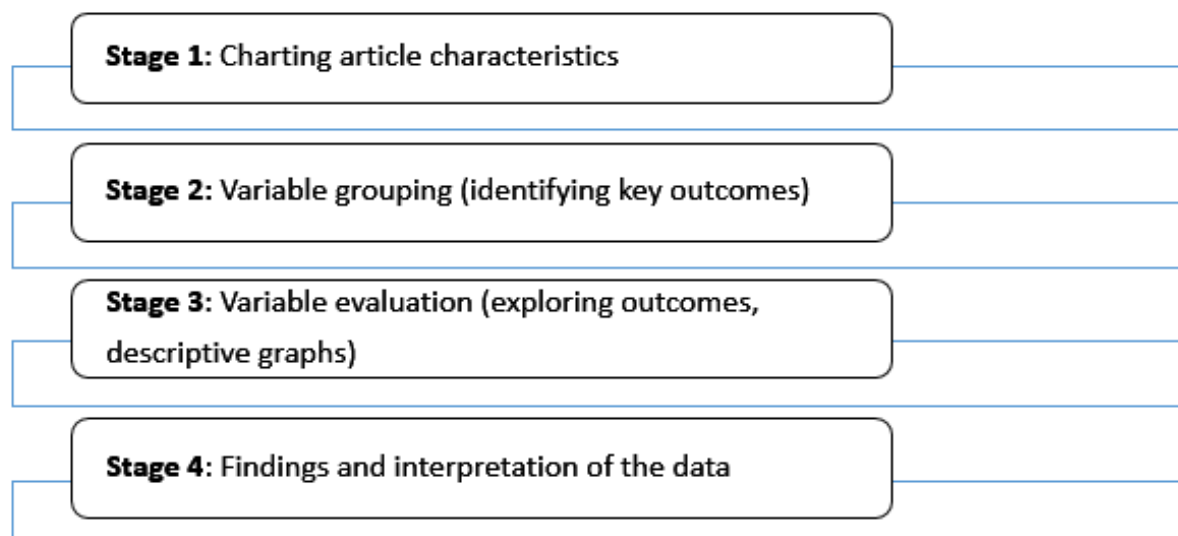 Stage 1: Charting article characteristics
Stage 2: Variable grouping (identifying key outcomes)
Stage 3: Variable evaluation (exploring outcomes,
descriptive graphs)
Stage 4: Findings and interpretation of the data